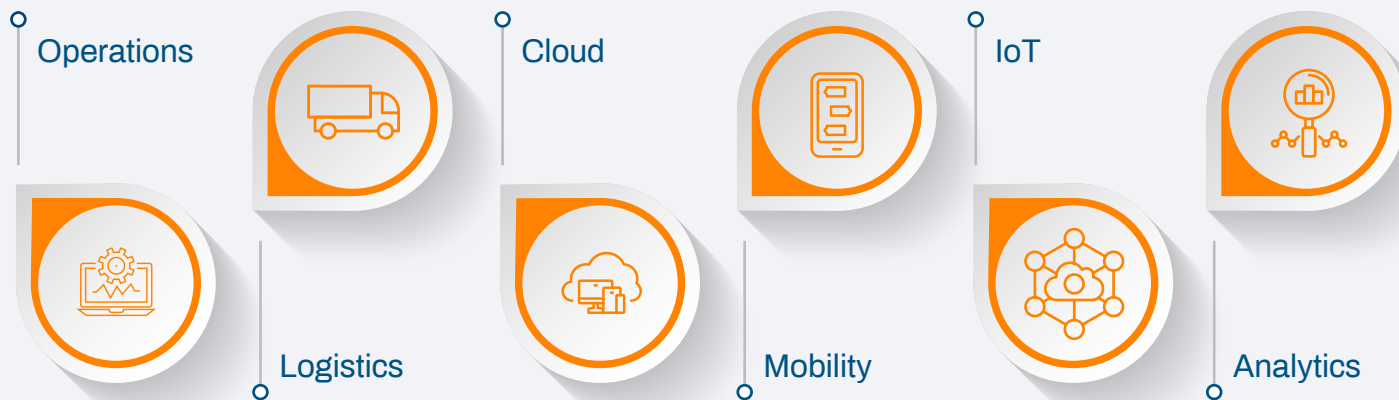 Operations
Logistics
Cloud
Mobility
IoT
Analytics